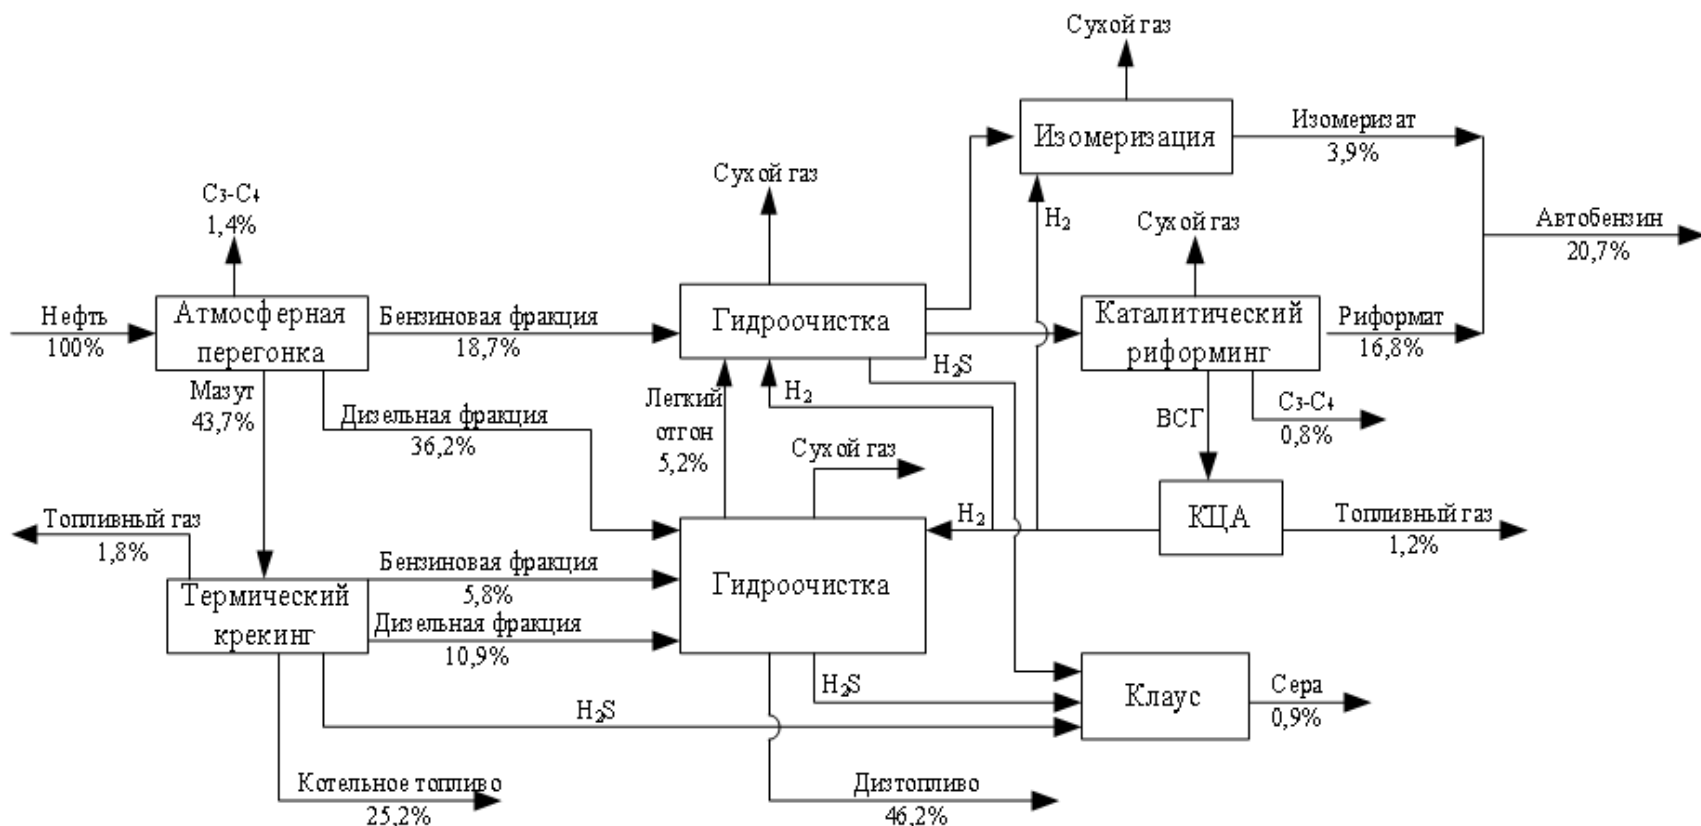 Сухой газ
Изомеризация
Изомеризат
3,9%
Сухой газ
C₃-C₄
1,4%
H₂
Сухой газ
Автобензин
20,7%
Нефть
100%
Атмосферная
перегонка
Бензиновая фракция
18,7%
Гидроочистка
Каталитический
риформинг
Риформат
16,8%
H₂S
Мазут
43,7%
Дизельная фракция
36,2%
Легкий
отгон
5,2%
H₂
ВСГ
C₃-C₄
0,8%
Сухой газ
Топливный газ
1,8%
H₂
КЦА
Топливный газ
1,2%
Термический
крекинг
Бензиновая фракция
5,8%
Дизельная фракция
10,9%
Гидроочистка
H₂S
H₂S
Клаус
Сера
0,9%
Котельное топливо
25,2%
Дизтопливо
46,2%